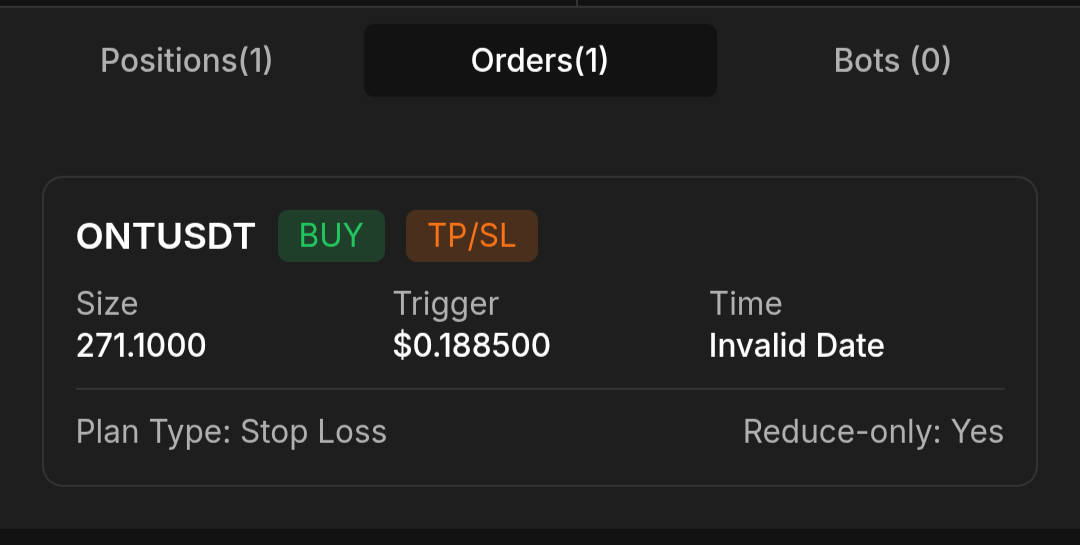 Positions(1) Orders(1) Bots (0)
ONTUSDT BUY TP/SL
Size Trigger Time
271.1000 $0.188500 Invalid Date
Plan Type: Stop Loss Reduce-only: Yes